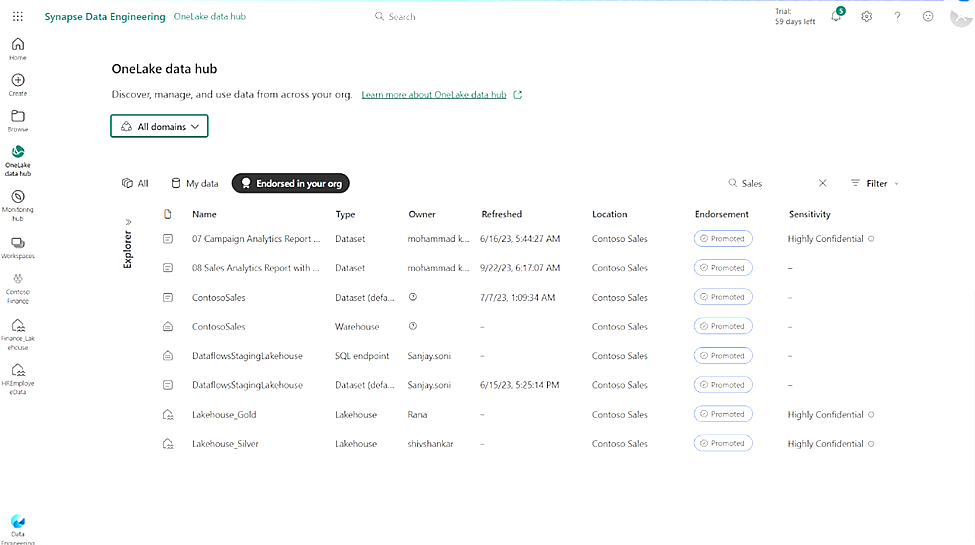 Synapse Data Engineering OneLake data hub Search Trial: 5 ?
59 days left
Home
Create
Browse
OneLake
data hub
Monitoring
hub
Workspaces
Contoso
Finance
Finance_Lak
ehouse
HREmploye
eData
Data
Engineering
OneLake data hub
Discover, manage, and use data from across your org. Learn more about OneLake data hub
All domains
All My data Endorsed in your org Sales Filter
Explorer
Name Type Owner Refreshed Location Endorsement Sensitivity
07 Campaign Analytics Report ... Dataset mohammad k... 6/16/23, 5:44:27 AM Contoso Sales Promoted Highly Confidential
08 Sales Analytics Report with ... Dataset mohammad k... 9/22/23, 6:17:07 AM Contoso Sales Promoted –
ContosoSales Dataset (defa... 7/7/23, 1:09:34 AM Contoso Sales Promoted –
ContosoSales Warehouse – Contoso Sales Promoted –
DataflowsStagingLakehouse SQL endpoint Sanjay.soni – Contoso Sales Promoted –
DataflowsStagingLakehouse Dataset (defa... Sanjay.soni 6/15/23, 5:25:14 PM Contoso Sales Promoted –
Lakehouse_Gold Lakehouse Rana – Contoso Sales Promoted Highly Confidential
Lakehouse_Silver Lakehouse shivshankar – Contoso Sales Promoted Highly Confidential